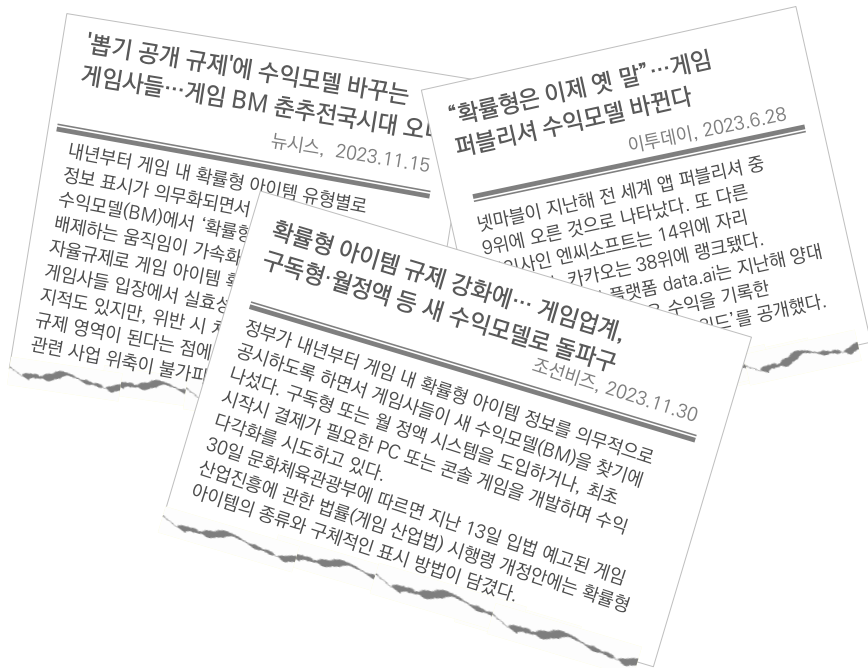 '뽑기 공개 규제'에 수익모델 바꾸는
게임사들…게임 BM 춘추전국시대
뉴시스, 2023.11.15
내년부터 게임 내 확률형 아이템 유형별로
정보 표시가 의무화되면서
수익모델(BM)에서
배제하는 움직임이
자율규제로 게임 아이템
게임사들 입장에서
지적도 있지만, 위반 시
규제 영역이 된다는 점에
관련 사업 위축이
“확률형은 이제 옛 말”…게임
퍼블리셔 수익모델 바뀐다
이투데이, 2023.6.28
넷마블이 지난해 전 세계 앱 퍼블리셔 중
9위에 오른 것으로 나타났다. 또 다른
엔씨소프트는 14위에 자리
카카오는 38위에 랭크됐다.
플랫폼 data.ai는 지난해 양대
수익을 기록한
공개했다.
확률형 아이템 규제 강화에… 게임업계,
구독형·월정액 등 새 수익모델로 돌파구
조선비즈, 2023.11.30
정부가 내년부터 게임 내 확률형 아이템 정보를 의무적으로
공시하도록 하면서 게임사들이 새 수익모델(BM)을 찾기에
나섰다. 구독형 또는 월 정액 시스템을 도입하거나, 최초
시작시 결제가 필요한 PC 또는 콘솔 게임을 개발하며 수익
다각화를 시도하고 있다.
30일 문화체육관광부에 따르면 지난 13일 입법 예고된 게임
산업진흥에 관한 법률(게임 산업법) 시행령 개정안에는 확률형
아이템의 종류와 구체적인 표시 방법이 담겼다.